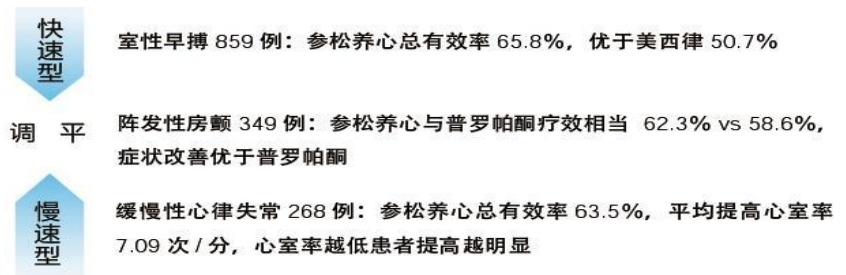 快速型
室性早搏 859 例：参松养心总有效率 65.8%，优于美西律 50.7%
调 平
阵发性房颤 349 例：参松养心与普罗帕酮疗效相当 62.3% vs 58.6%，
症状改善优于普罗帕酮
慢速型
缓慢性心律失常 268 例：参松养心总有效率 63.5%，平均提高心室率
7.09 次 / 分，心室率越低患者提高越明显